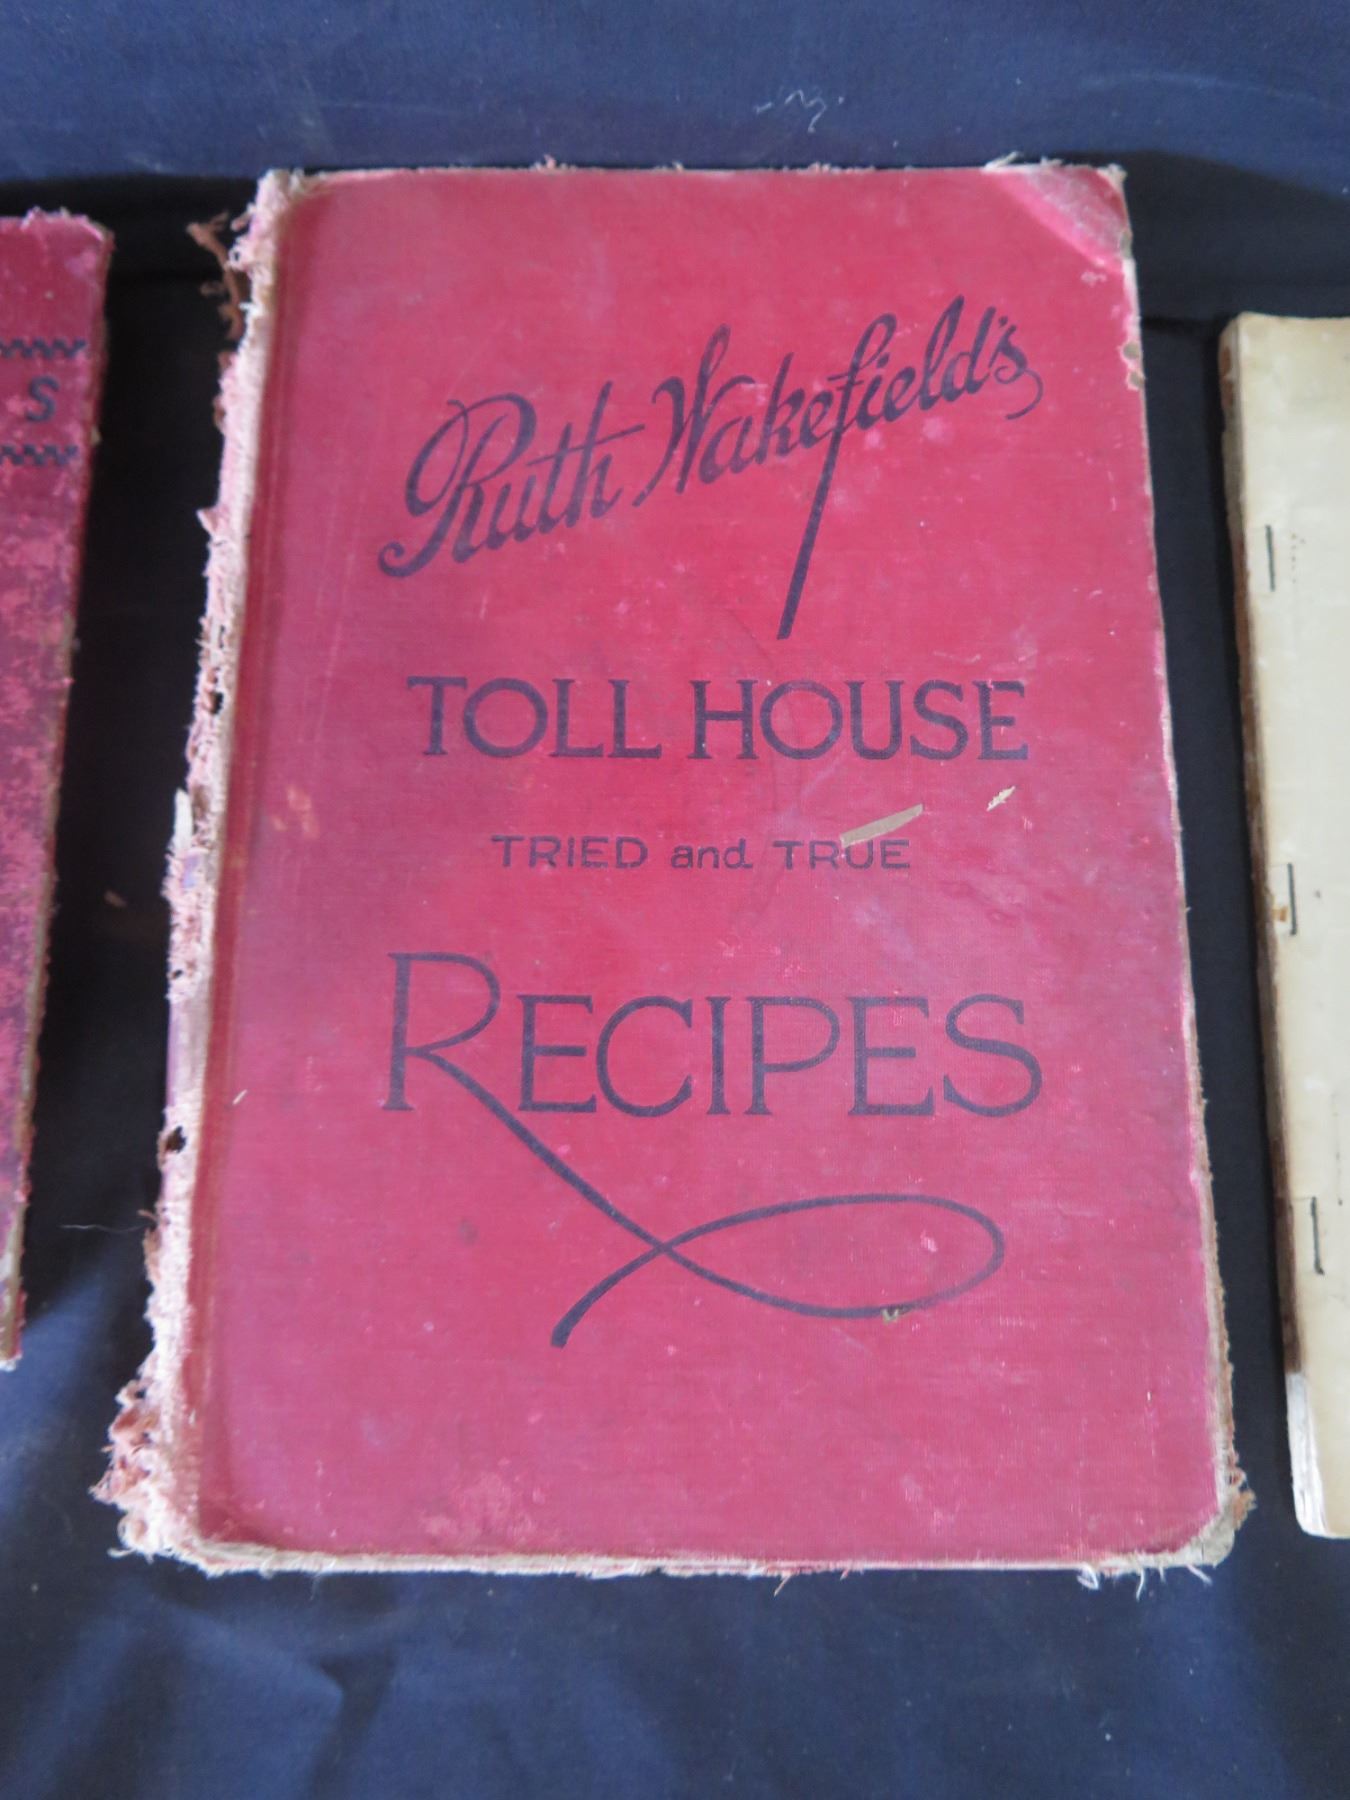 Ruth Wakefield's
TOLL HOUSE
TRIED and TRUE
RECIPES
S